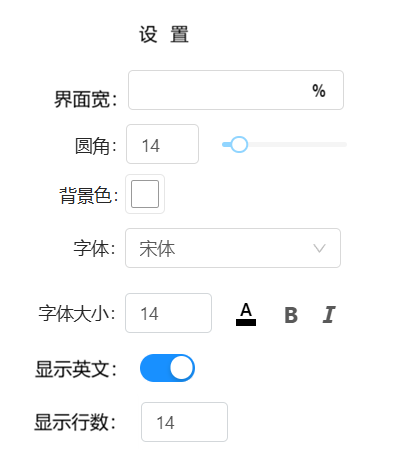 设 置
界面宽: %
圆角: 14
背景色:
字体: 宋体
字体大小: 14 A B I
显示英文:
显示行数: 14